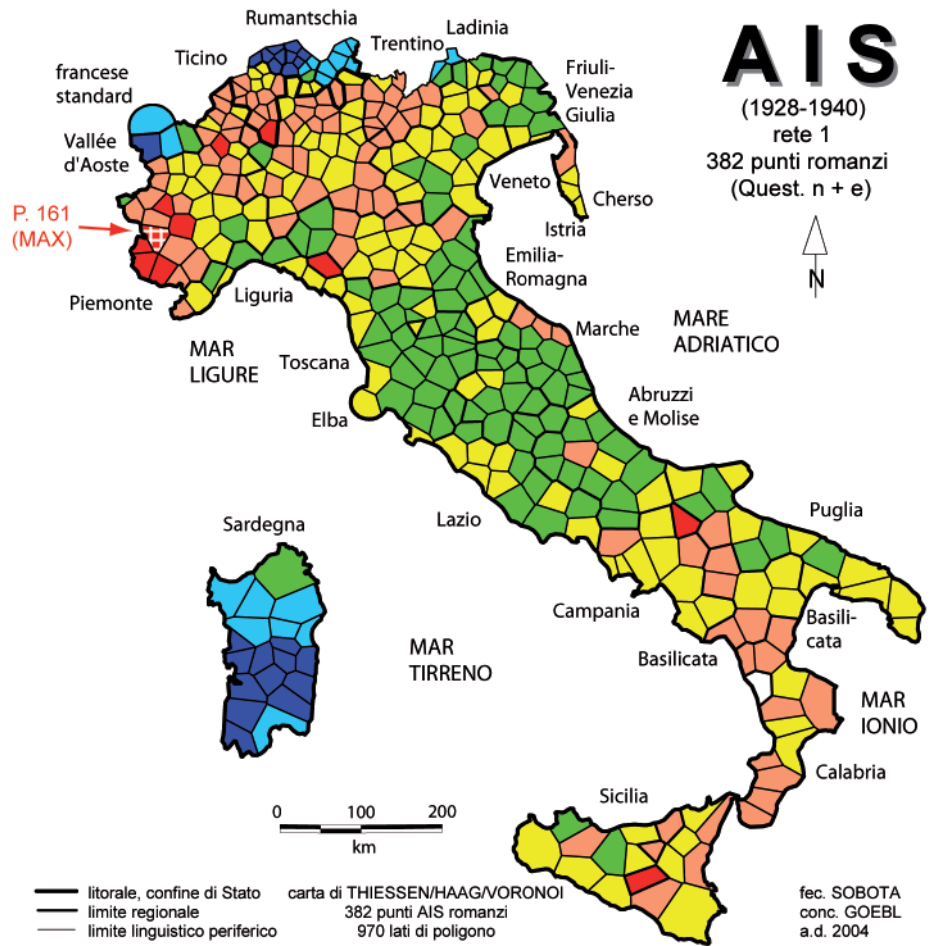 Rumantschia
Ladinia
Ticino
Trentino
francese
standard
Friuli-
Venezia
Giulia
Vallée
d'Aoste
AIS
(1928-1940)
rete 1
382 punti romanzi
(Quest. n + e)
N
P. 161
(MAX)
Veneto
Cherso
Istria
Emilia-
Romagna
Piemonte
Liguria
MAR
LIGURE
Marche
MARE
ADRIATICO
Toscana
Elba
Abruzzi
e Molise
Lazio
Puglia
Sardegna
Campania
Basili-
cata
Basilicata
MAR
TIRRENO
MAR
IONIO
Calabria
Sicilia
0 100 200
km
litorale, confine di Stato
limite regionale
limite linguistico periferico
carta di THIESSEN/HAAG/VORONOI
382 punti AIS romanzi
970 lati di poligono
fec. SOBOTA
conc. GOEBL
a.d. 2004